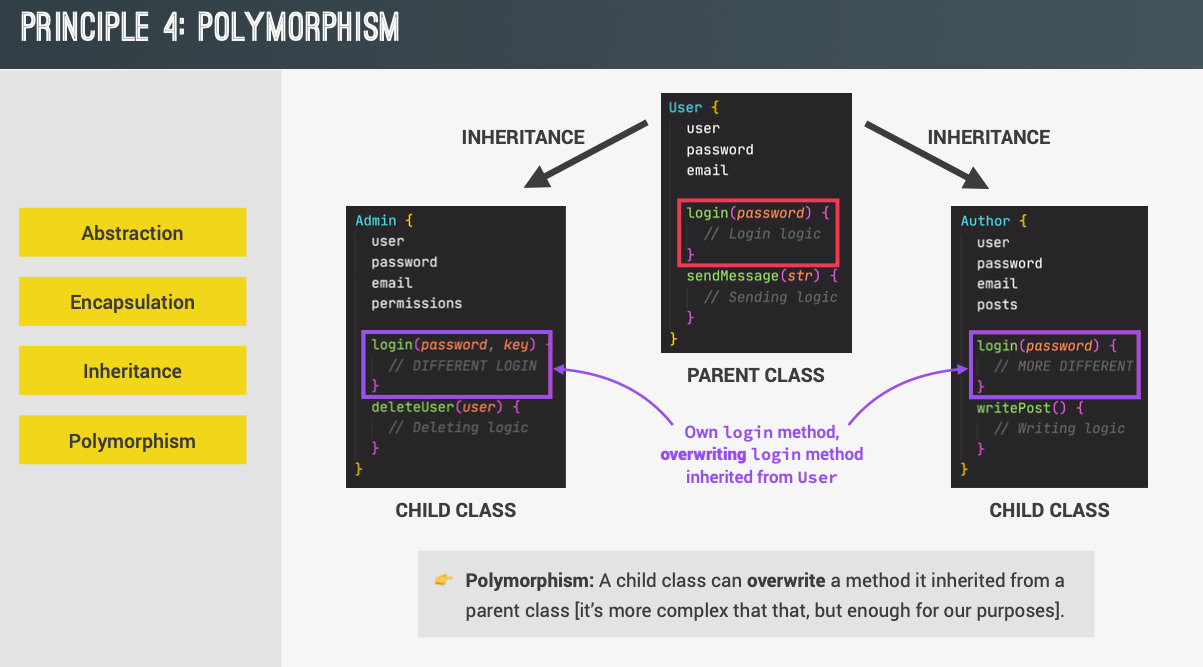 PRINCIPLE 4: POLYMORPHISM
Abstraction
Encapsulation
Inheritance
Polymorphism
INHERITANCE
INHERITANCE
User {
user
password
email
login(password) {
// Login logic
}
sendMessage(str) {
// Sending logic
}
}
PARENT CLASS
Admin {
user
password
email
permissions
login(password, key) {
// DIFFERENT LOGIN
}
deleteUser(user) {
// Deleting logic
}
}
CHILD CLASS
Author {
user
password
email
posts
login(password) {
// MORE DIFFERENT
}
writePost() {
// Writing logic
}
}
CHILD CLASS
Own login method,
overwriting login method
inherited from User
Polymorphism: A child class can overwrite a method it inherited from a
parent class [it’s more complex that that, but enough for our purposes].